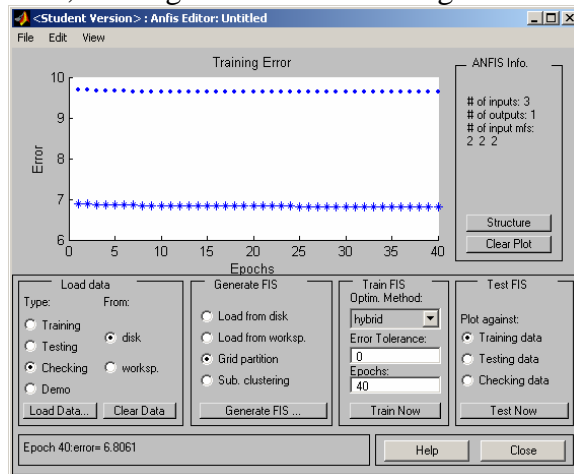 <Student Version> : Anfis Editor: Untitled
File Edit View
Training Error
10
9
8
7
6
Error
0 5 10 15 20 25 30 35 40
Epochs
ANFIS Info.
# of inputs: 3
# of outputs: 1
# of input mfs:
2 2 2
Structure
Clear Plot
Load data
Type: From:
Training
Testing
Checking
Demo
disk
worksp.
Load Data... Clear Data
Generate FIS
Load from disk
Load from worksp.
Grid partition
Sub. clustering
Generate FIS ...
Train FIS
Optim. Method:
hybrid
Error Tolerance:
0
Epochs:
40
Train Now
Test FIS
Plot against:
Training data
Testing data
Checking data
Test Now
Epoch 40:error= 6.8061
Help Close